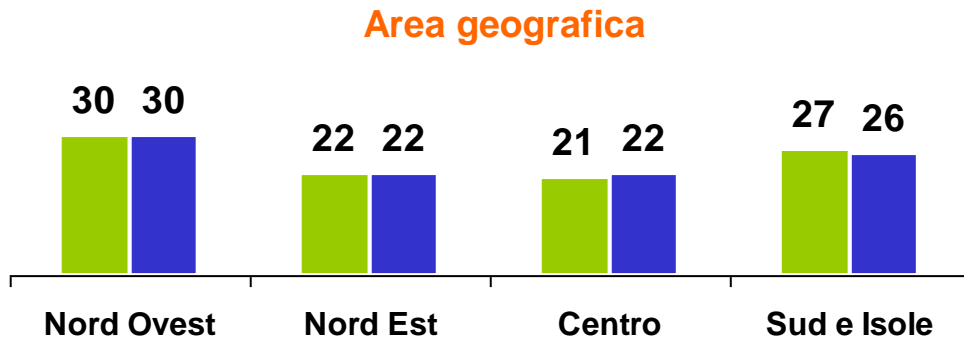 Area geografica
30 30
22 22
21 22
27 26
Nord Ovest
Nord Est
Centro
Sud e Isole